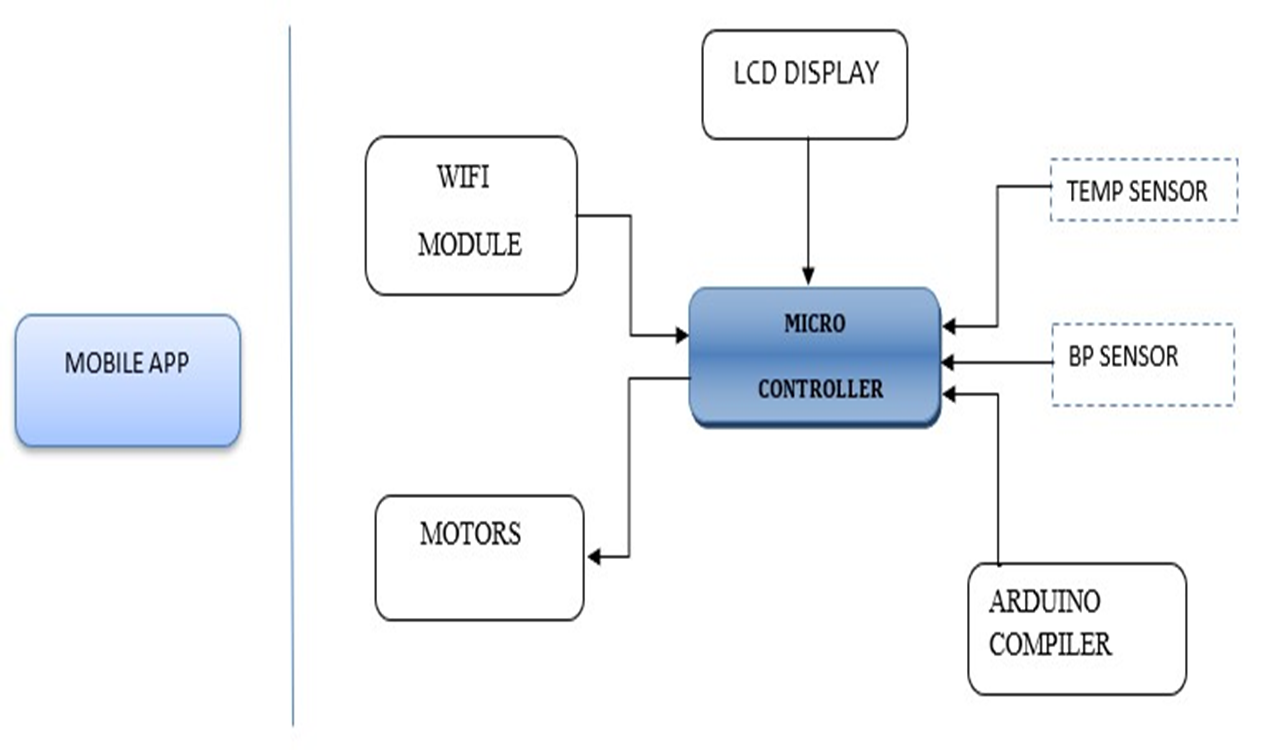 LCD DISPLAY
WIFI
MODULE
TEMP SENSOR
MICRO
CONTROLLER
BP SENSOR
MOBILE APP
MOTORS
ARDUINO
COMPILER